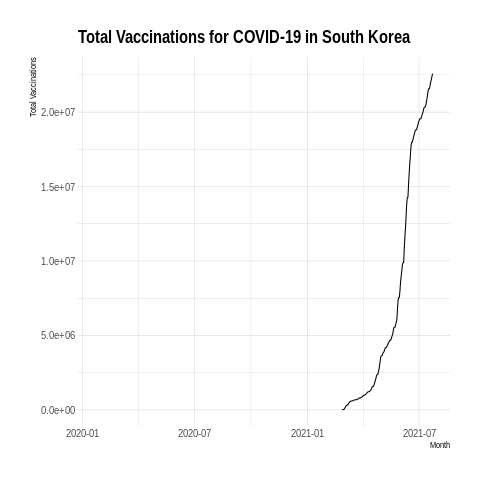 Total Vaccinations for COVID-19 in South Korea
Total Vaccinations
2.0e+07
1.5e+07
1.0e+07
5.0e+06
0.0e+00
2020-01 2020-07 2021-01 2021-07
Month